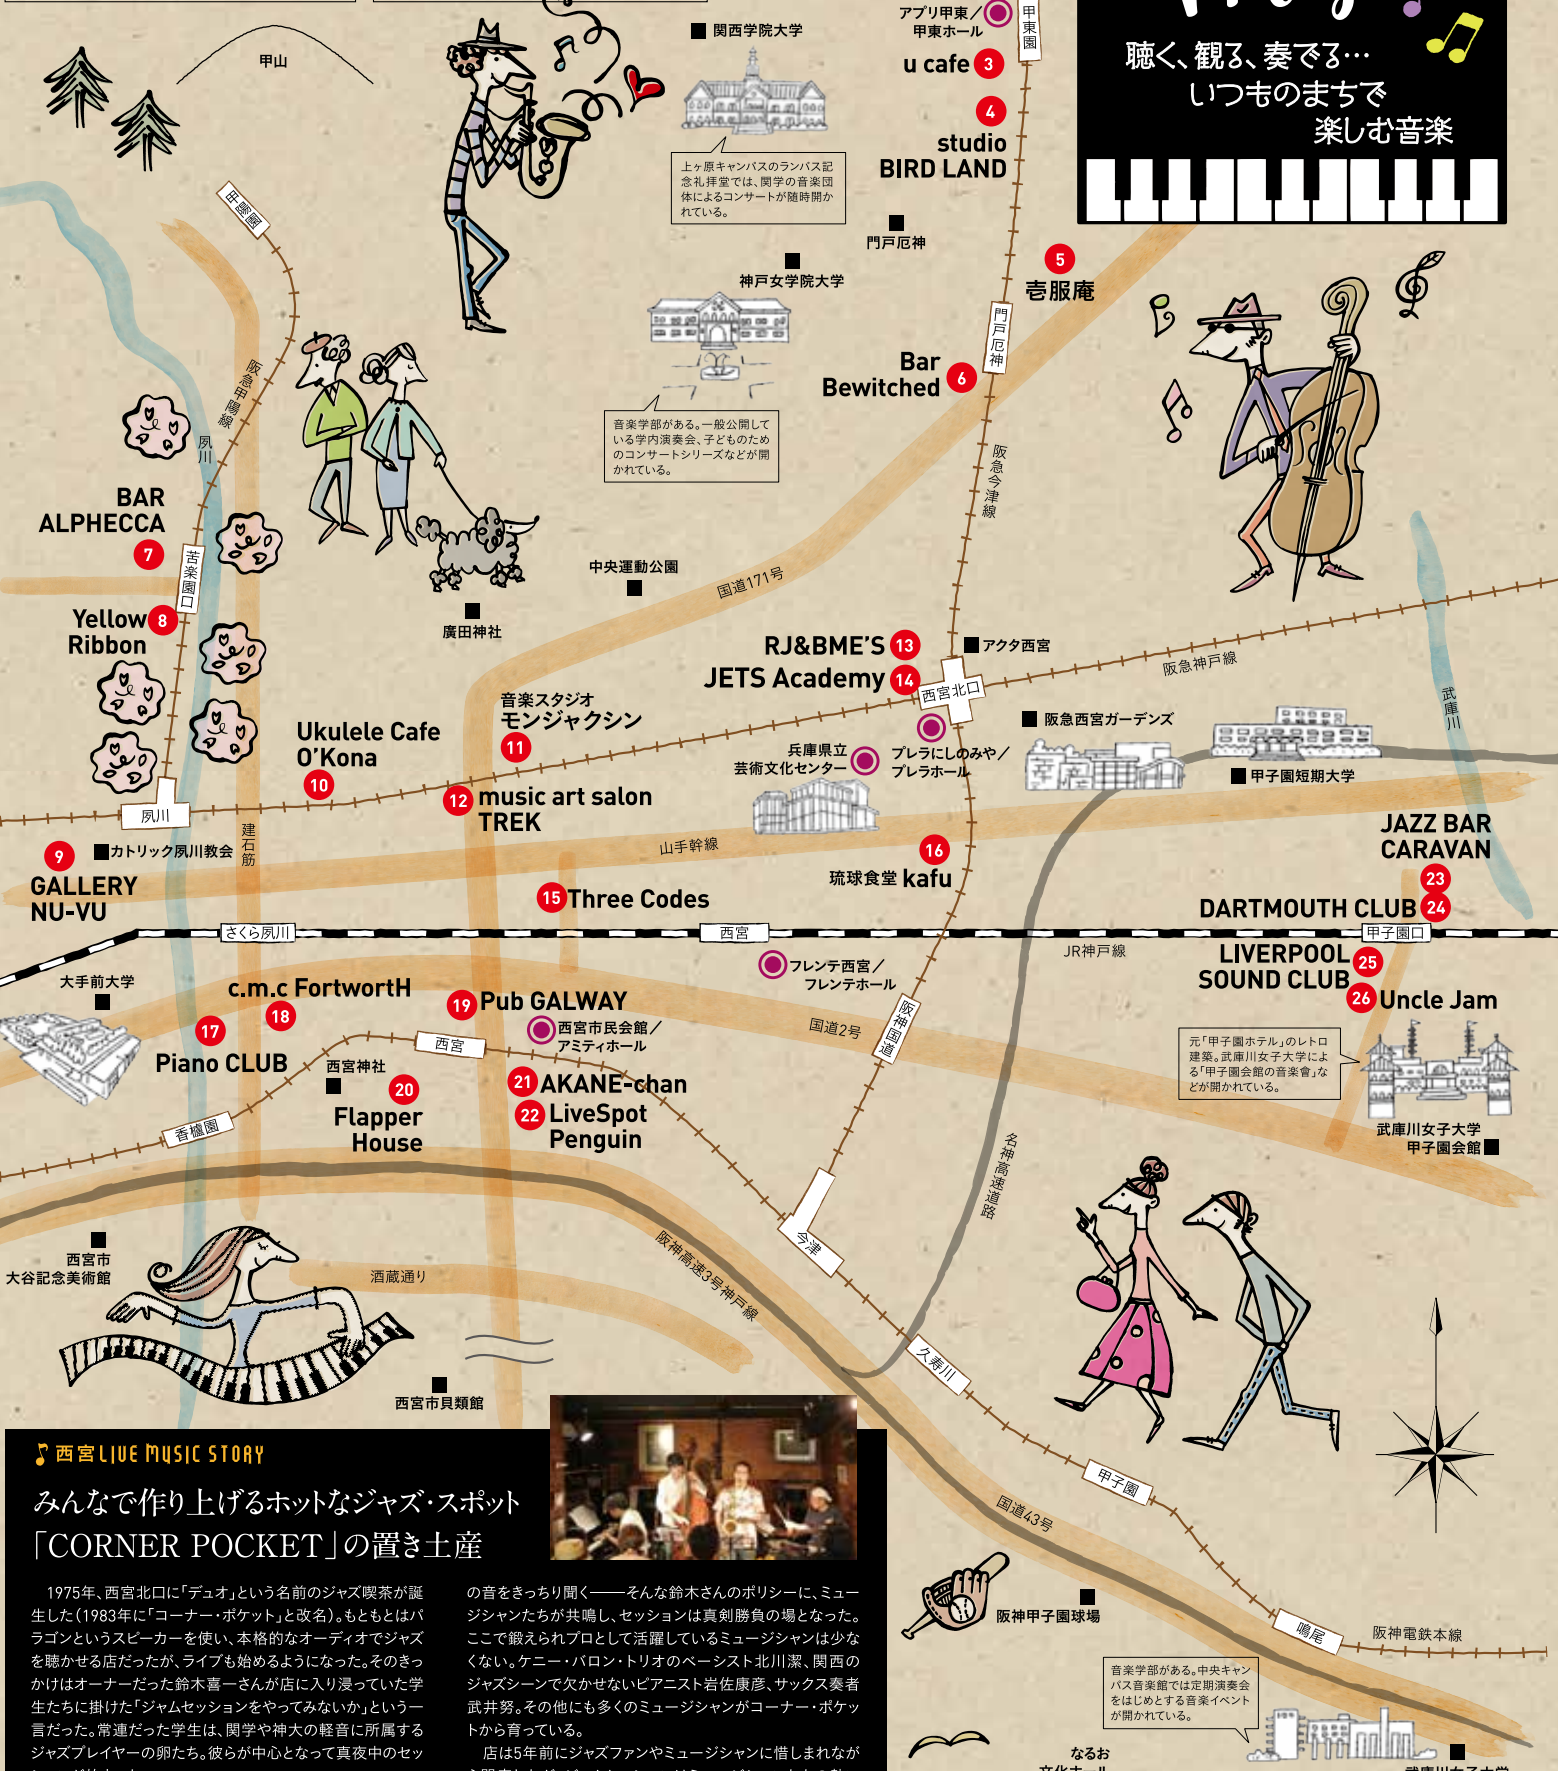 聴く、観る、奏でる…
いつものまちで
楽しむ音楽
甲山
関西学院大学
アプリ甲東／
甲東ホール
甲東園
u cafe 3
4
studio
BIRD LAND
上ヶ原キャンパスのランバス記
念礼拝堂では、関学の音楽団
体によるコンサートが随時開か
れている。
甲陽園
門戸厄神
神戸女学院大学
5
壱服庵
門戸厄神
Bar
Bewitched 6
音楽学部がある。一般公開して
いる学内演奏会、子どものため
のコンサートシリーズなどが開
かれている。
阪急甲陽線
夙川
阪急今津線
BAR
ALPHECCA
7
苦楽園口
Yellow 8
Ribbon
中央運動公園
国道171号
廣田神社
RJ&BME'S 13
JETS Academy 14
アクタ西宮
西宮北口
阪急神戸線
武庫川
音楽スタジオ
モンジャクシン
11
Ukulele Cafe
O'Kona
10
兵庫県立
芸術文化センター
プレラにしのみや／
プレラホール
阪急西宮ガーデンズ
甲子園短期大学
12 music art salon
TREK
夙川
建石筋
カトリック夙川教会
9
GALLERY
NU-VU
山手幹線
16
琉球食堂 kafu
JAZZ BAR
CARAVAN
23
DARTMOUTH CLUB 24
15 Three Codes
さくら夙川
西宮
甲子園口
JR神戸線
LIVERPOOL
SOUND CLUB 25
26 Uncle Jam
フレンテ西宮／
フレンテホール
大手前大学
c.m.c FortwortH
18
17
Piano CLUB
19 Pub GALWAY
西宮市民会館／
アミティホール
西宮
国道2号
阪神国道
元「甲子園ホテル」のレトロ
建築。武庫川女子大学によ
る「甲子園会館の音楽會」な
どが開かれている。
西宮神社
20
Flapper
House
21 AKANE-chan
22 LiveSpot
Penguin
香櫨園
武庫川女子大学
甲子園会館
名神高速道路
今津
西宮市
大谷記念美術館
酒蔵通り
阪神高速3号神戸線
久寿川
西宮市貝類館
甲子園
国道43号
阪神甲子園球場
鳴尾
阪神電鉄本線
音楽学部がある。中央キャン
パス音楽館では定期演奏会
をはじめとする音楽イベント
が開かれている。
なるお
西宮LIVE MUSIC STORY
みんなで作り上げるホットなジャズ・スポット
「CORNER POCKET」の置き土産
1975年、西宮北口に「デュオ」という名前のジャズ喫茶が誕
生した（1983年に「コーナー・ポケット」と改名）。もともとはパ
ラゴンというスピーカーを使い、本格的なオーディオでジャズ
を聴かせる店だったが、ライブも始めるようになった。そのきっ
かけはオーナーだった鈴木喜一さんが店に入り浸っていた学
生たちに掛けた「ジャムセッションをやってみないか」という一
言だった。常連だった学生は、関学や神大の軽音に所属する
ジャズプレイヤーの卵たち。彼らが中心となって真夜中のセッ
の音をきっちり聞く――そんな鈴木さんのポリシーに、ミュー
ジシャンたちが共鳴し、セッションは真剣勝負の場となった。
ここで鍛えられプロとして活躍しているミュージシャンは少な
くない。ケニー・バロン・トリオのベーシスト北川潔、関西の
ジャズシーンで欠かせないピアニスト岩佐康彦、サックス奏者
武井努。その他にも多くのミュージシャンがコーナー・ポケッ
トから育っている。
店は5年前にジャズファンやミュージシャンに惜しまれなが